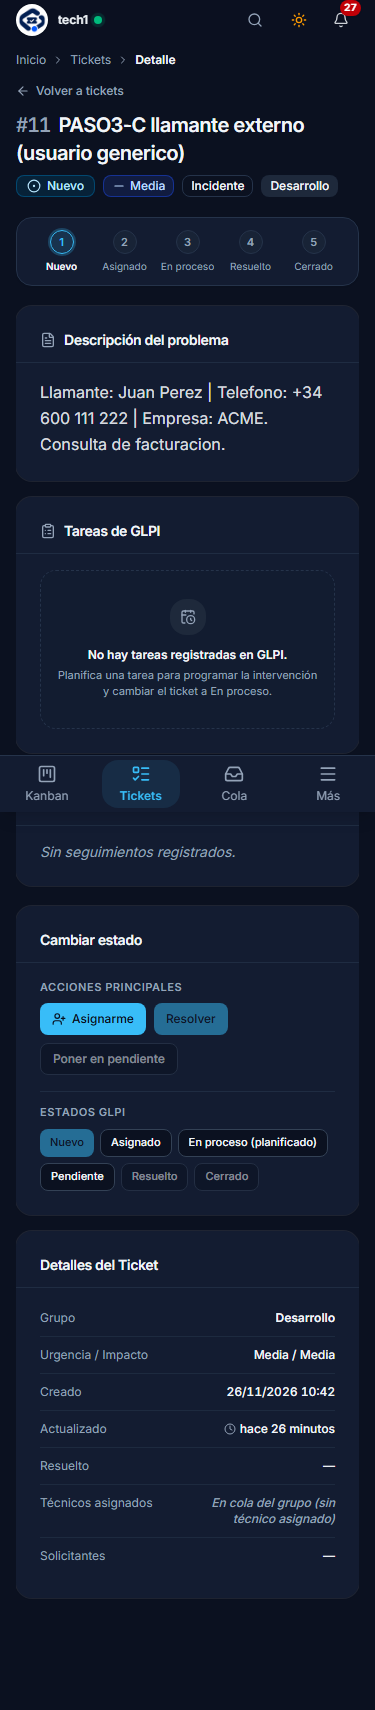 tech1
27
Inicio > Tickets > Detalle
← Volver a tickets
#11 PASO3-C llamante externo
(usuario generico)
Nuevo
Media
Incidente
Desarrollo
1
2
3
4
5
Nuevo
Asignado
En proceso
Resuelto
Cerrado
Descripción del problema
Llamante: Juan Perez | Telefono: +34
600 111 222 | Empresa: ACME.
Consulta de facturacion.
Tareas de GLPI
No hay tareas registradas en GLPI.
Planifica una tarea para programar la intervención
y cambiar el ticket a En proceso.
Kanban
Tickets
Cola
Más
Sin seguimientos registrados.
Cambiar estado
ACCIONES PRINCIPALES
Asignarme
Resolver
Poner en pendiente
ESTADOS GLPI
Nuevo
Asignado
En proceso (planificado)
Pendiente
Resuelto
Cerrado
Detalles del Ticket
Grupo Desarrollo
Urgencia / Impacto Media / Media
Creado 26/11/2026 10:42
Actualizado hace 26 minutos
Resuelto —
Técnicos asignados En cola del grupo (sin
técnico asignado)
Solicitantes —